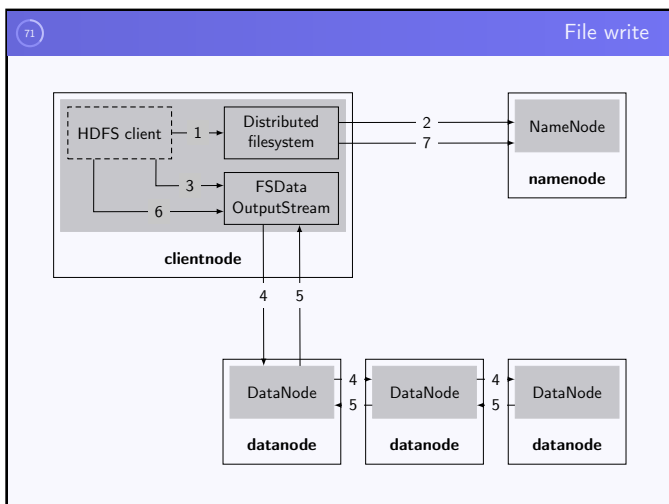 71
File write
HDFS client
1
Distributed
filesystem
2
7
NameNode
namenode
3
6
FSData
OutputStream
clientnode
4
5
DataNode
4
5
DataNode
4
5
DataNode
datanode
datanode
datanode